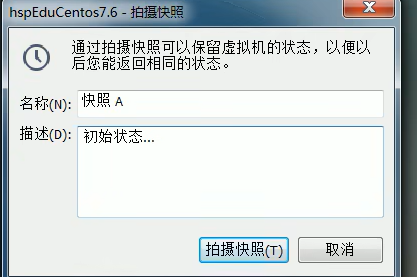 hspEduCentos7.6 - 拍摄快照
通过拍摄快照可以保留虚拟机的状态，以便以
后您能返回相同的状态。
名称(N): 快照 A
描述(D): 初始状态...
拍摄快照(T) 取消